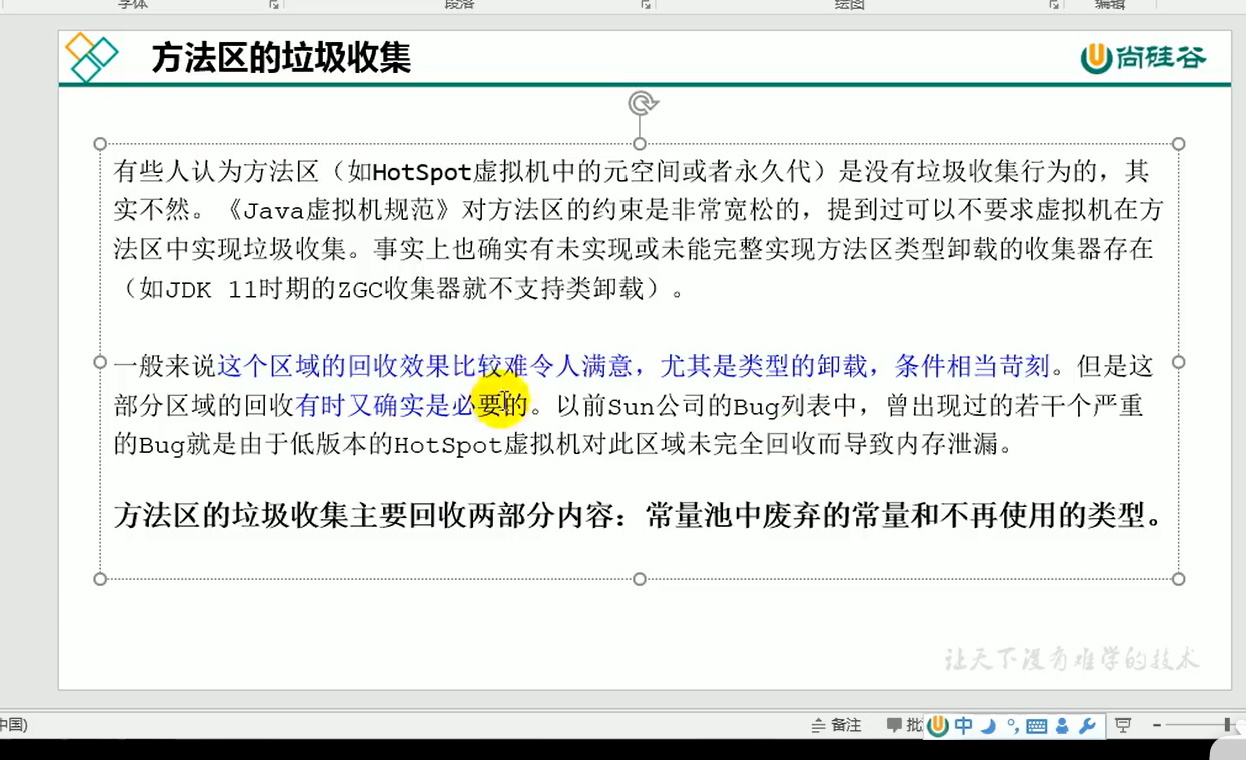 字体 段落 绘图 编辑
方法区的垃圾收集
尚硅谷
有些人认为方法区（如HotSpot虚拟机中的元空间或者永久代）是没有垃圾收集行为的，其
实不然。《Java虚拟机规范》对方法区的约束是非常宽松的，提到过可以不要求虚拟机在方
法区中实现垃圾收集。事实上也确实有未实现或未能完整实现方法区类型卸载的收集器存在
（如JDK 11时期的ZGC收集器就不支持类卸载）。
一般来说这个区域的回收效果比较难令人满意，尤其是类型的卸载，条件相当苛刻。但是这
部分区域的回收有时又确实是必要的。以前Sun公司的Bug列表中，曾出现过的若干个严重
的Bug就是由于低版本的HotSpot虚拟机对此区域未完全回收而导致内存泄漏。
方法区的垃圾收集主要回收两部分内容：常量池中废弃的常量和不再使用的类型。
让天下没有难学的技术
中国) 备注 批 中